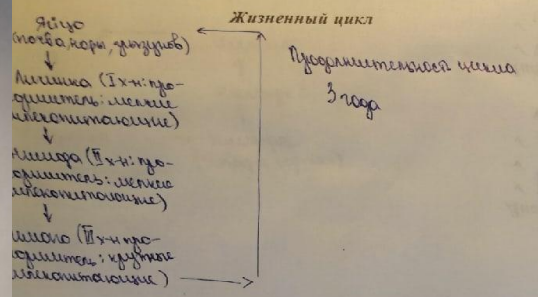 Жизненный цикл
Яйцо
(почва, норы, грызунов)
Личинка (I х-н: про-
кормитель: мелкие
млекопитающие)
Нимфа (II х-н: про-
кормитель: мелкие
млекопитающие)
имаго (III х-н про-
кормитель: крупные
млекопитающие)
Продолжительность цикла
3 года